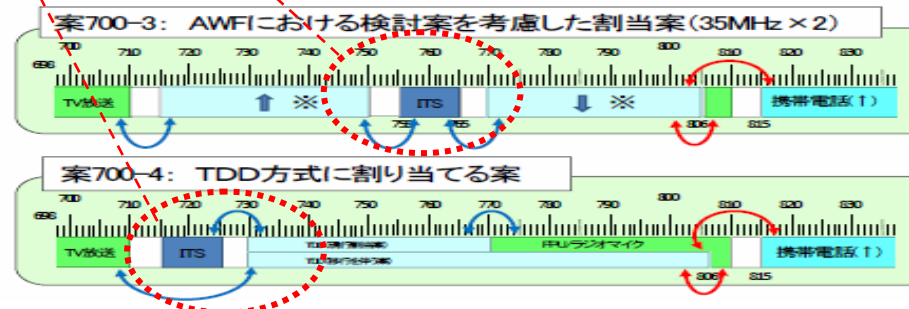 案700-3: AWFにおける検討案を考慮した割当案(35MHz×2)
698 700 710 720 730 740 750 760 770 780 790 800 810 820 830
TV放送 ⬆ ※ ITS ⬇ ※ 携帯電話(↑)
755 765 806 815
案700-4: TDD方式に割り当てる案
698 700 710 720 730 740 750 760 770 780 790 800 810 820 830
TV放送 ITS FPU/ラジオマイク 携帯電話(↑)
806 815